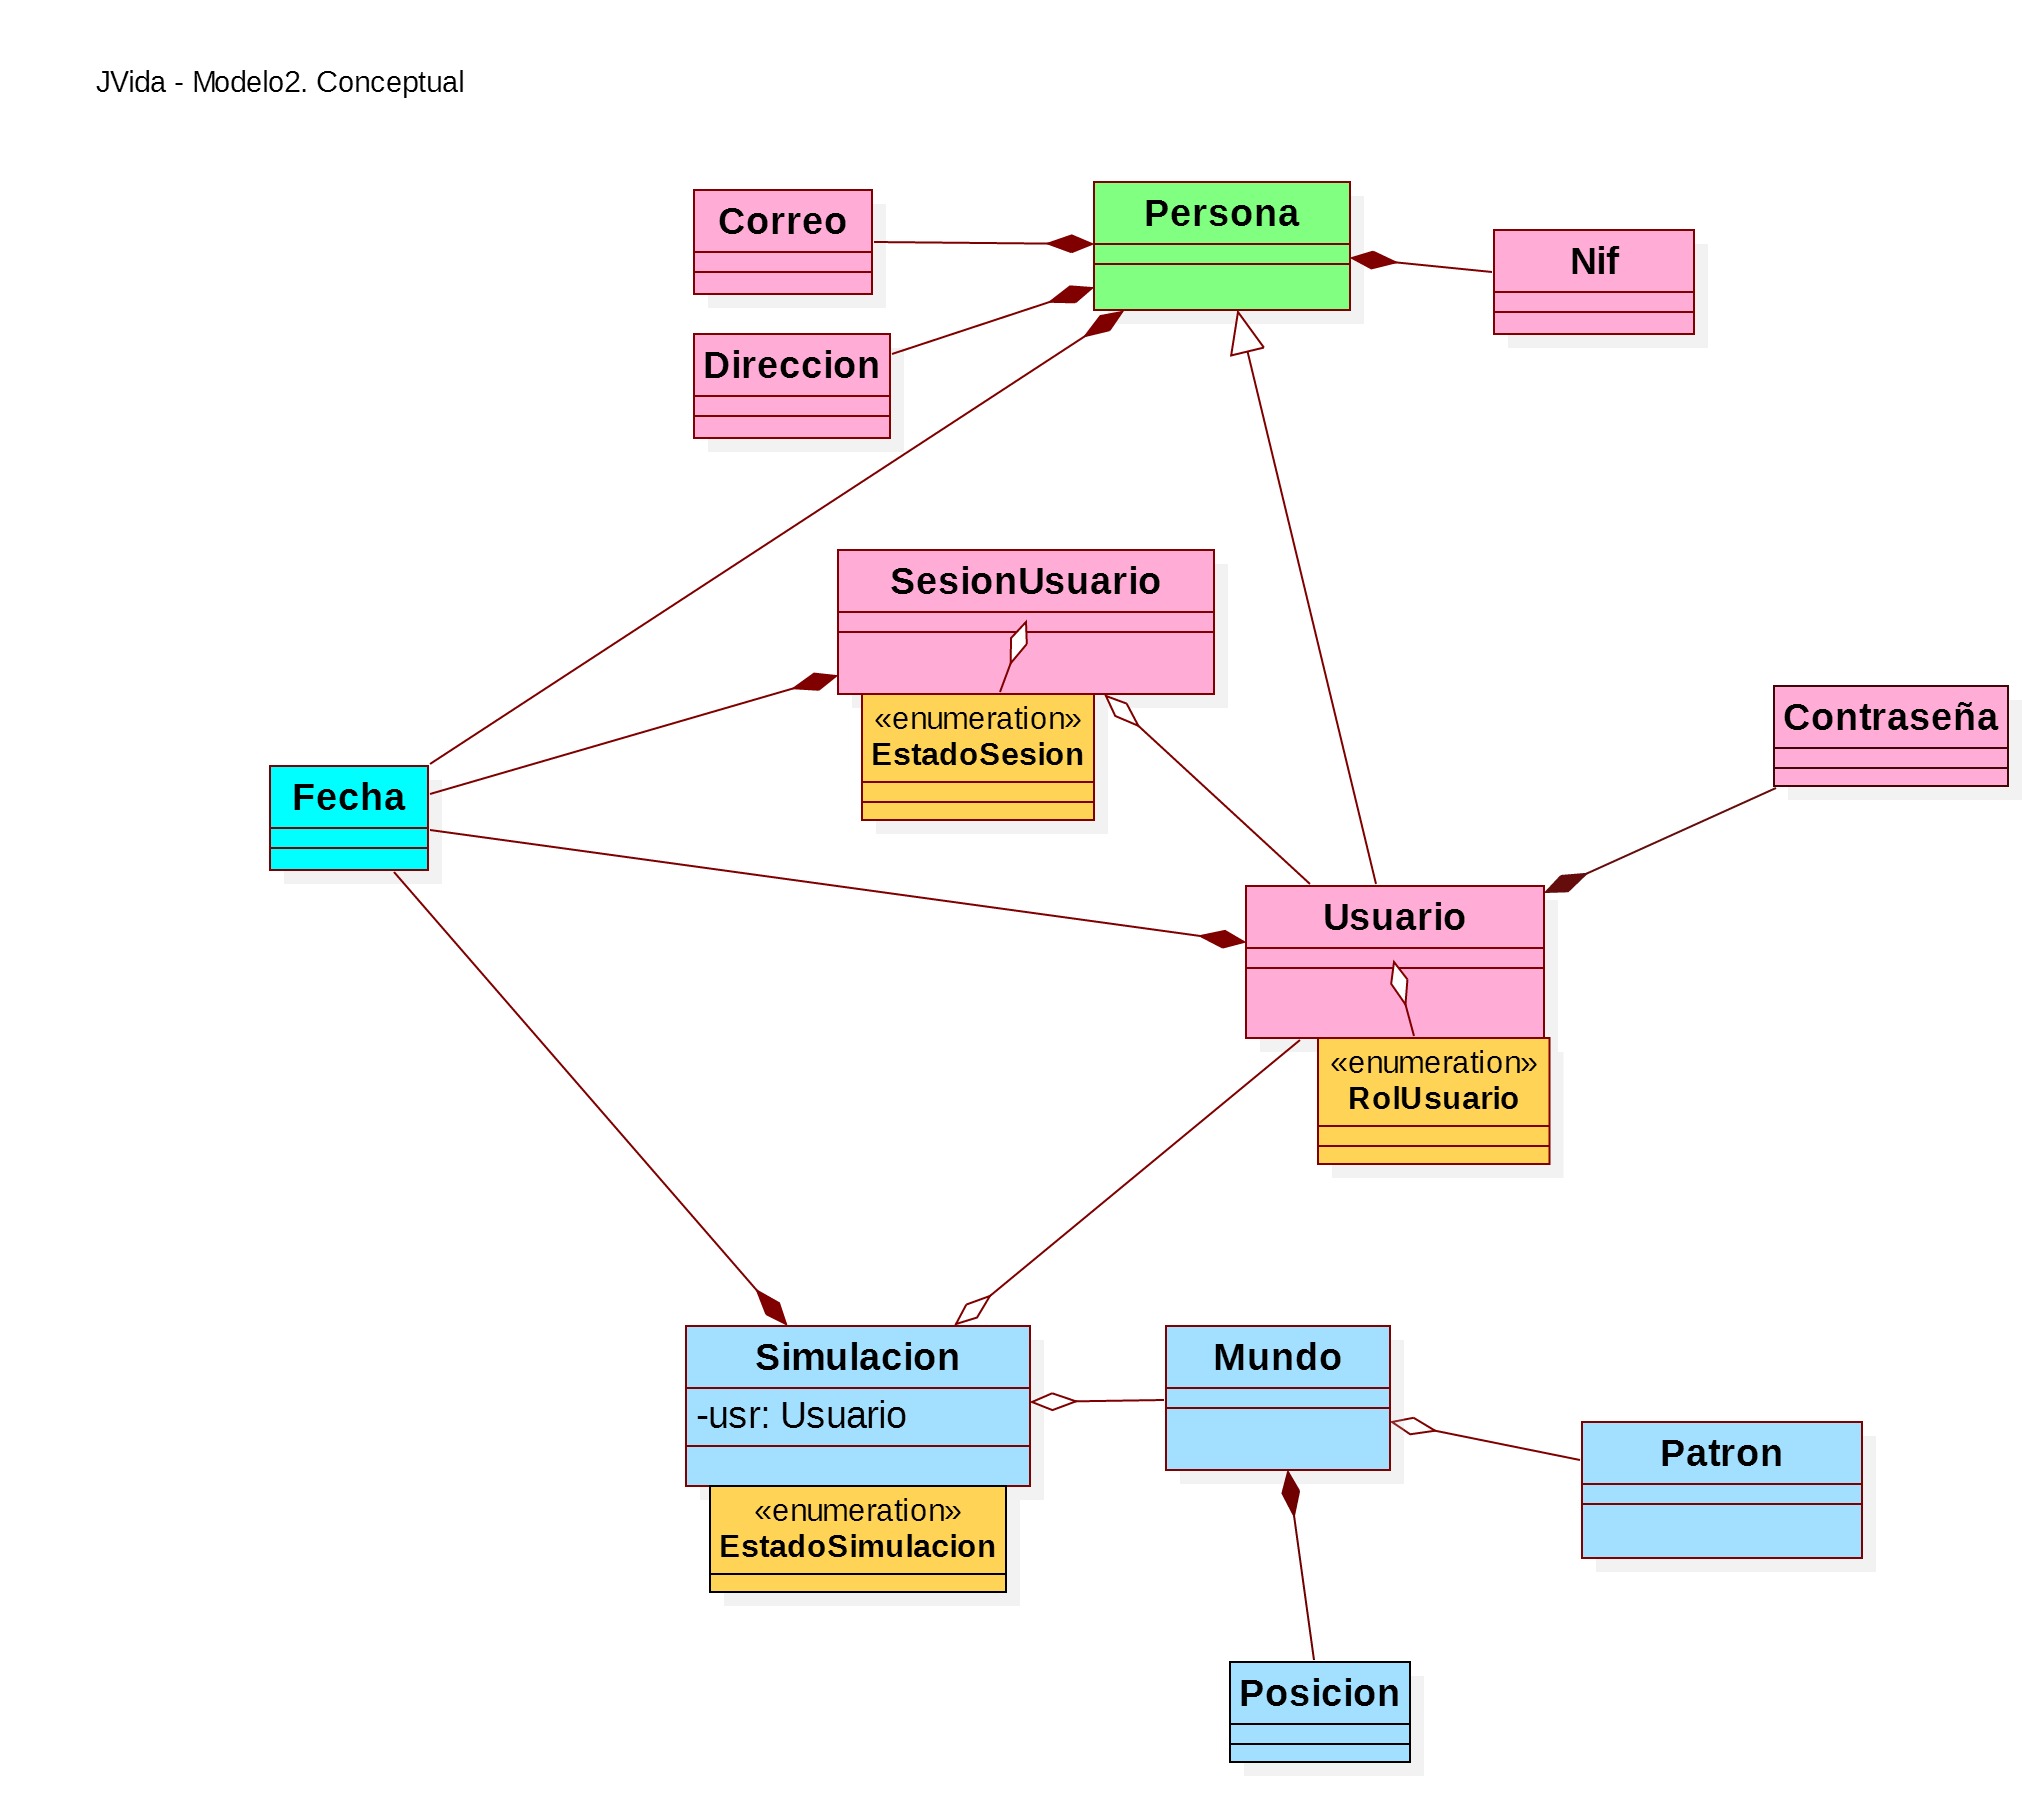 JVida - Modelo2. Conceptual
Correo
Persona
Nif
Direccion
SesionUsuario
«enumeration»
EstadoSesion
Contraseña
Fecha
Usuario
«enumeration»
RolUsuario
Simulacion
-usr: Usuario
«enumeration»
EstadoSimulacion
Mundo
Patron
Posicion